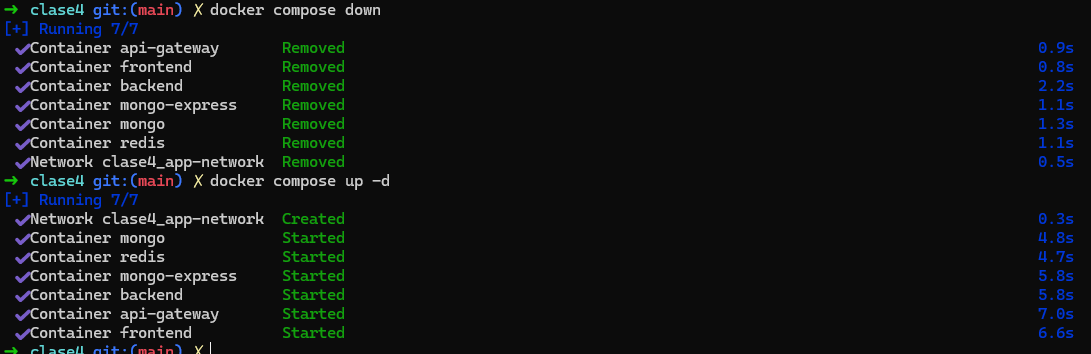 ➜ clase4 git:(main) ✗ docker compose down
[+] Running 7/7
✔Container api-gateway Removed 0.9s
✔Container frontend Removed 0.8s
✔Container backend Removed 2.2s
✔Container mongo-express Removed 1.1s
✔Container mongo Removed 1.3s
✔Container redis Removed 1.1s
✔Network clase4_app-network Removed 0.5s
➜ clase4 git:(main) ✗ docker compose up -d
[+] Running 7/7
✔Network clase4_app-network Created 0.3s
✔Container mongo Started 4.8s
✔Container redis Started 4.7s
✔Container mongo-express Started 5.8s
✔Container backend Started 5.8s
✔Container api-gateway Started 7.0s
✔Container frontend Started 6.6s
➜ clase4 git:(main) ✗